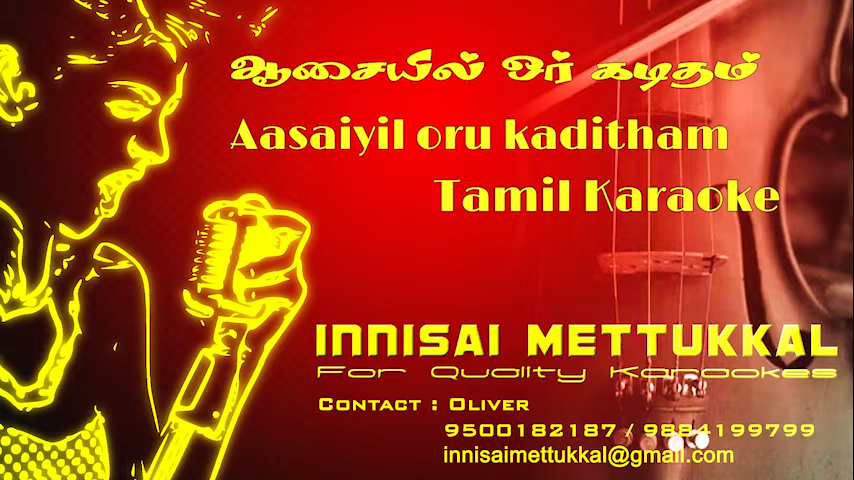 ஆசையில் ஓர் கடிதம்
Aasaiyil oru kaditham
Tamil Karaoke
INNISAI METTUKKAL
For Quality Karaokes
Contact : Oliver
9500182187 / 9884199799
innisaimettukkal@gmail.com